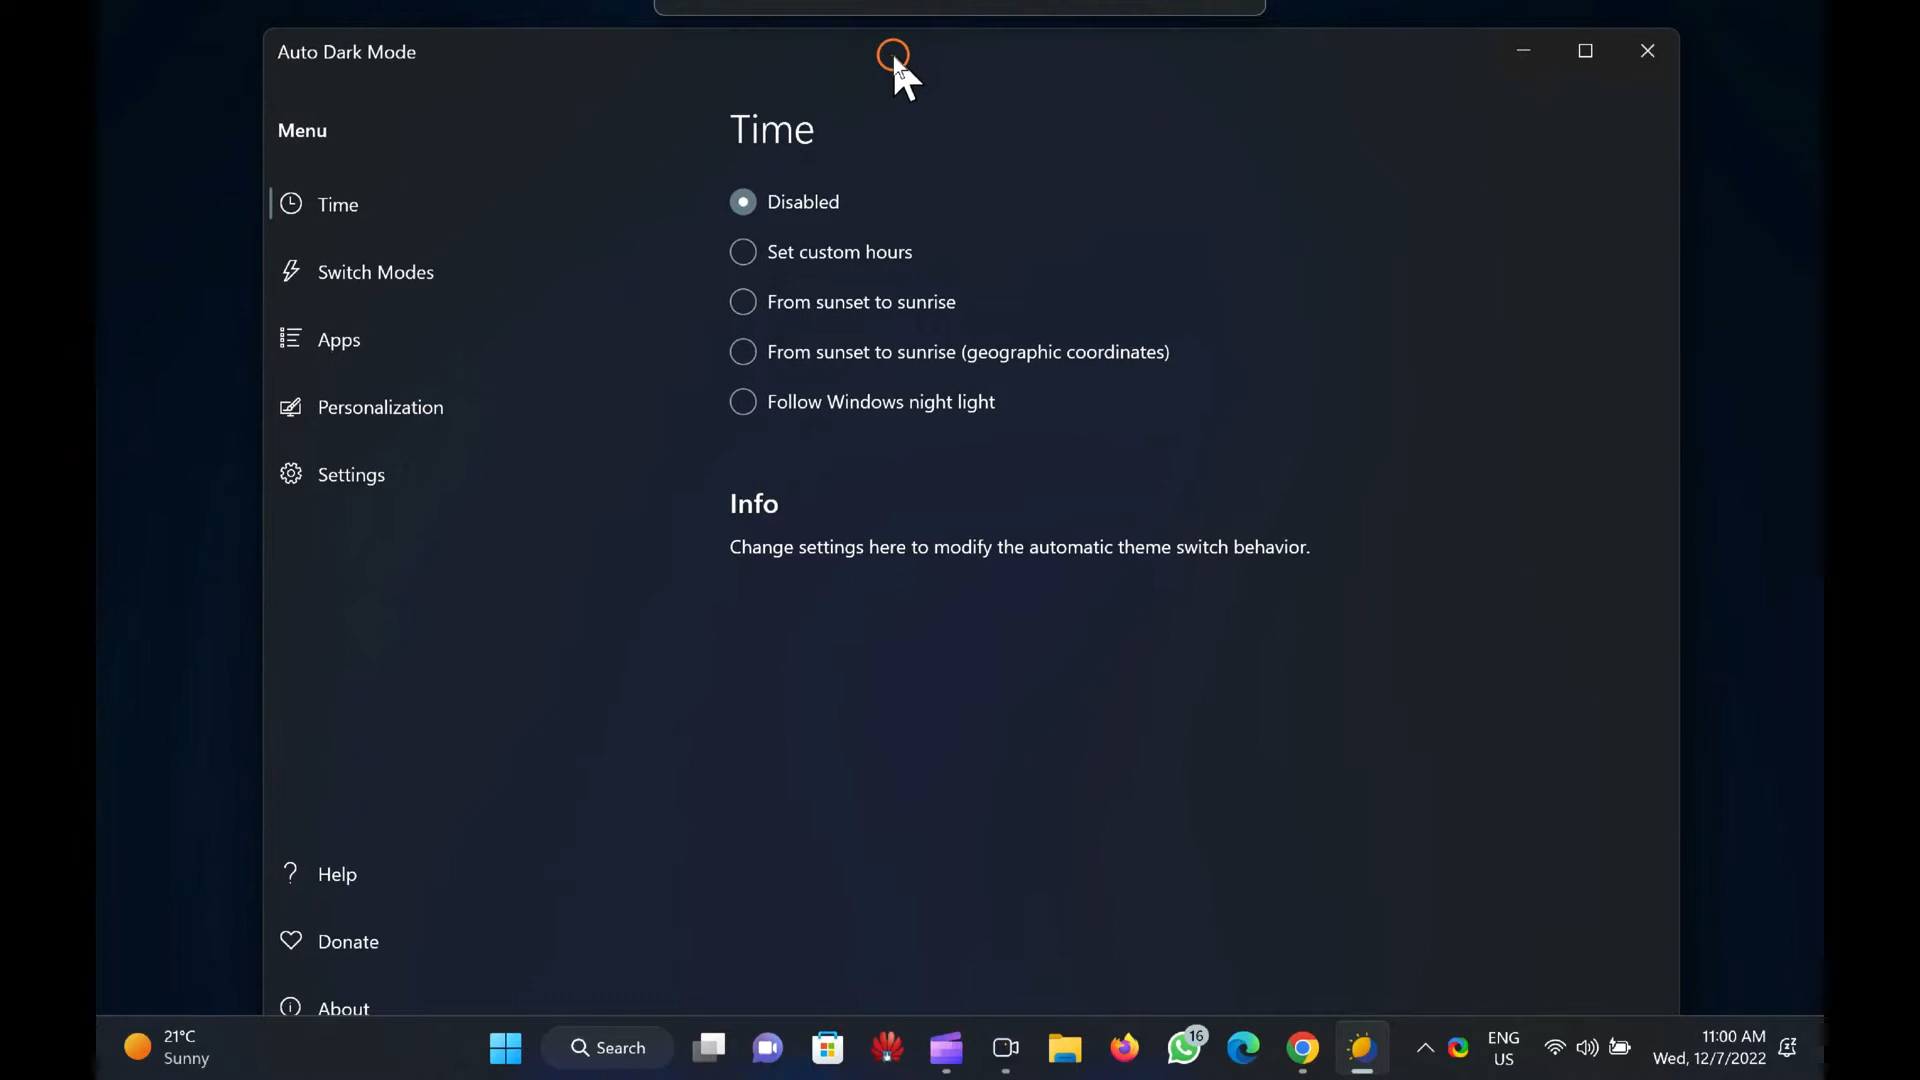 Auto Dark Mode
Menu
Time
Switch Modes
Apps
Personalization
Settings
Help
Donate
About
Time
Disabled
Set custom hours
From sunset to sunrise
From sunset to sunrise (geographic coordinates)
Follow Windows night light
Info
Change settings here to modify the automatic theme switch behavior.
21°C
Sunny
Search
16
ENG
US
11:00 AM
Wed, 12/7/2022